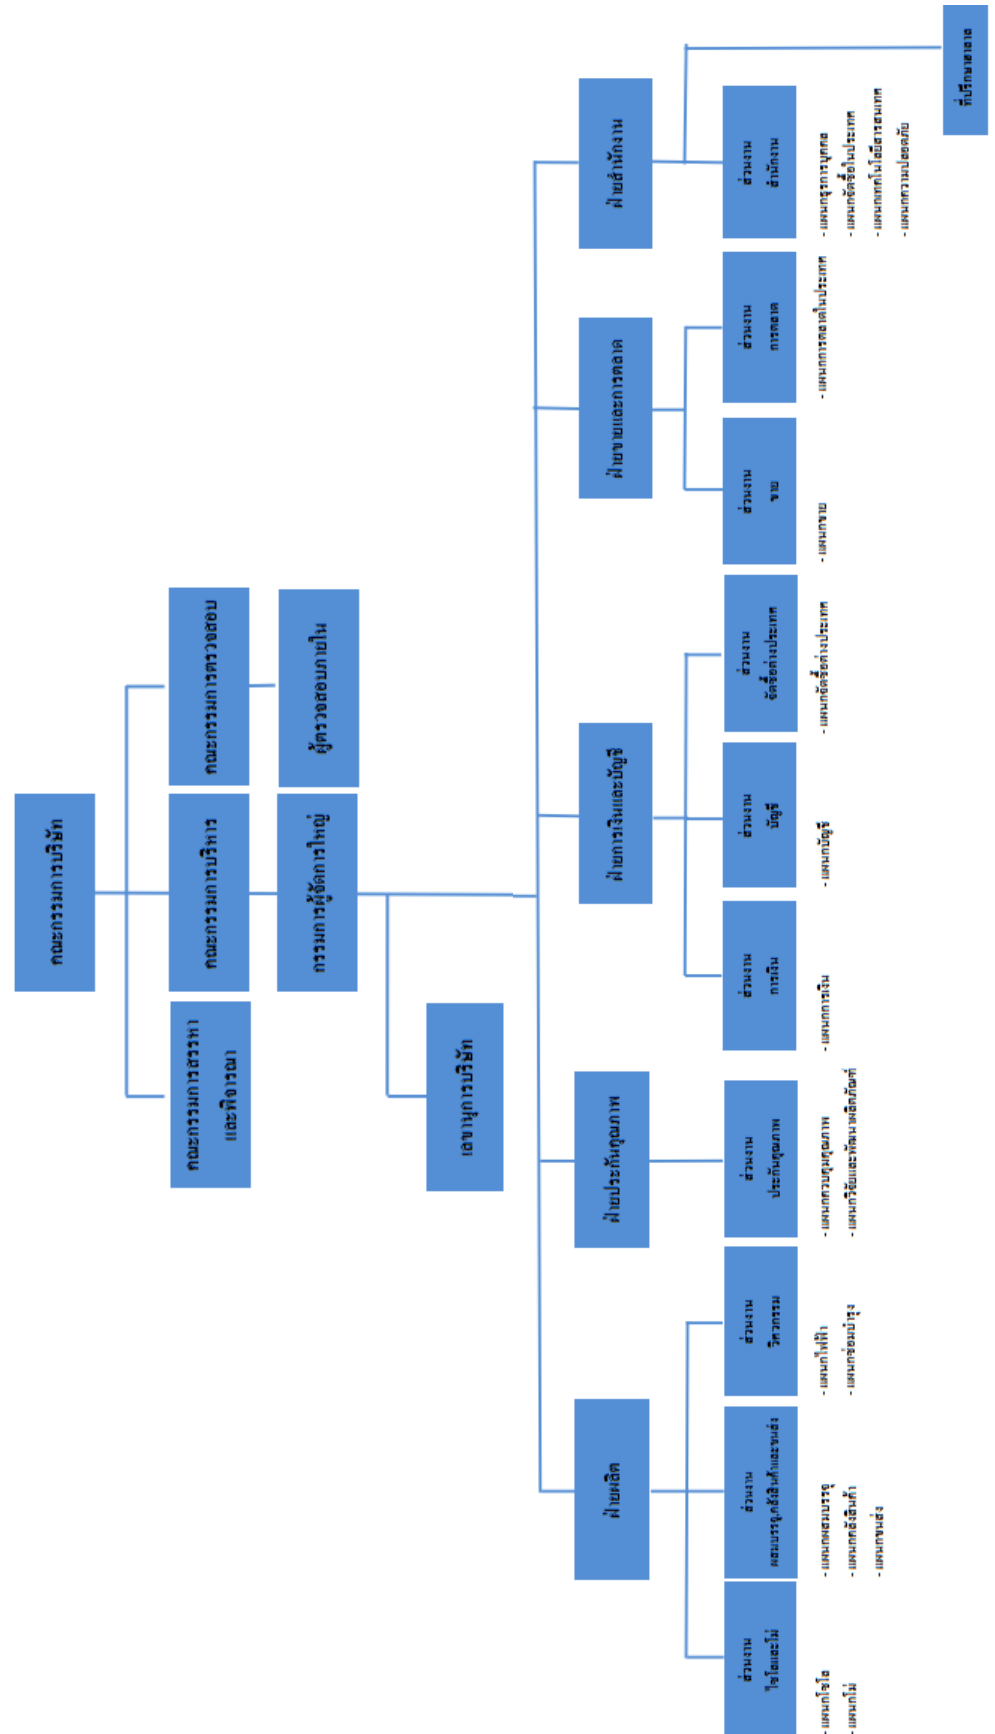 คณะกรรมการบริษัท
คณะกรรมการสรรหา
และพิจารณา
คณะกรรมการบริหาร
คณะกรรมการตรวจสอบ
กรรมการผู้จัดการใหญ่
ผู้ตรวจสอบภายใน
เลขานุการบริษัท
ฝ่ายผลิต
ฝ่ายประกันคุณภาพ
ฝ่ายการเงินและบัญชี
ฝ่ายขายและการตลาด
ฝ่ายสำนักงาน
ส่วนงาน
ไซโลและโม่
ส่วนงาน
ผสมบรรจุ,คลังสินค้าและขนส่ง
ส่วนงาน
วิศวกรรม
ส่วนงาน
ประกันคุณภาพ
ส่วนงาน
การเงิน
ส่วนงาน
บัญชี
ส่วนงาน
จัดซื้อต่างประเทศ
ส่วนงาน
ขาย
ส่วนงาน
การตลาด
ส่วนงาน
สำนักงาน
- แผนกไซโล
- แผนกโม่
- แผนกผสมบรรจุ
- แผนกคลังสินค้า
- แผนกขนส่ง
- แผนกไฟฟ้า
- แผนกซ่อมบำรุง
- แผนกควบคุมคุณภาพ
- แผนกวิจัยและพัฒนาผลิตภัณฑ์
- แผนกการเงิน
- แผนกบัญชี
- แผนกจัดซื้อต่างประเทศ
- แผนกขาย
- แผนกการตลาดในประเทศ
- แผนกธุรการบุคคล
- แผนกจัดซื้อในประเทศ
- แผนกเทคโนโลยีสารสนเทศ
- แผนกความปลอดภัย
ที่ปรึกษาฮาลาล